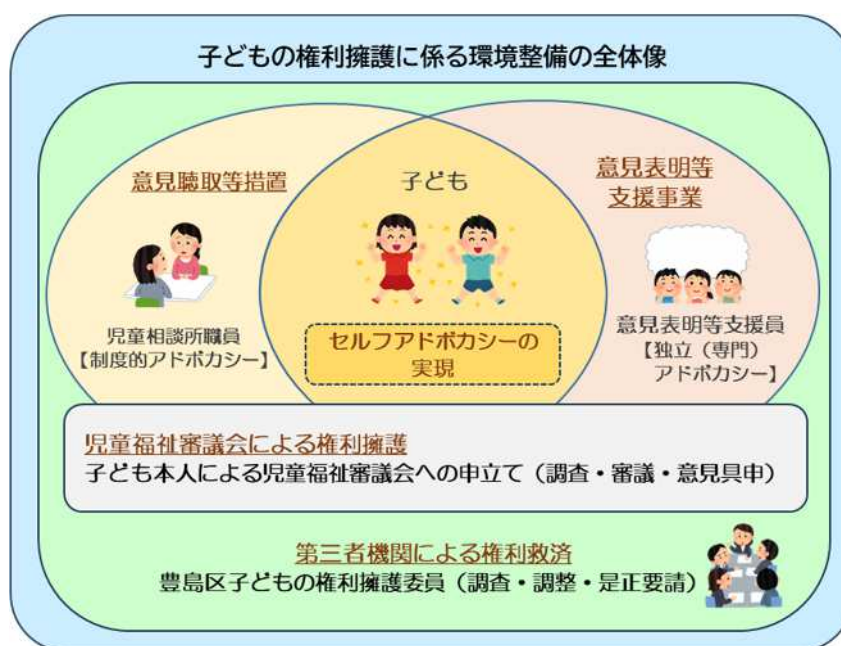 子どもの権利擁護に係る環境整備の全体像
意見聴取等措置
児童相談所職員
【制度的アドボカシー】
子ども
セルフアドボカシーの
実現
意見表明等
支援事業
意見表明等支援員
【独立（専門）
アドボカシー】
児童福祉審議会による権利擁護
子ども本人による児童福祉審議会への申立て（調査・審議・意見具申）
第三者機関による権利救済
豊島区子どもの権利擁護委員（調査・調整・是正要請）